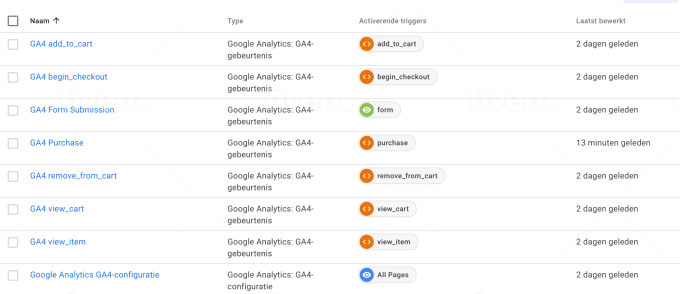 Naam Type Activerende triggers Laatst bewerkt
GA4 add_to_cart Google Analytics: GA4- add_to_cart 2 dagen geleden
gebeurtenis
GA4 begin_checkout Google Analytics: GA4- begin_checkout 2 dagen geleden
gebeurtenis
GA4 Form Submission Google Analytics: GA4- form 2 dagen geleden
gebeurtenis
GA4 Purchase Google Analytics: GA4- purchase 13 minuten geleden
gebeurtenis
GA4 remove_from_cart Google Analytics: GA4- remove_from_cart 2 dagen geleden
gebeurtenis
GA4 view_cart Google Analytics: GA4- view_cart 2 dagen geleden
gebeurtenis
GA4 view_item Google Analytics: GA4- view_item 2 dagen geleden
gebeurtenis
Google Analytics GA4-configuratie Google Analytics: GA4- All Pages 2 dagen geleden
configuratie